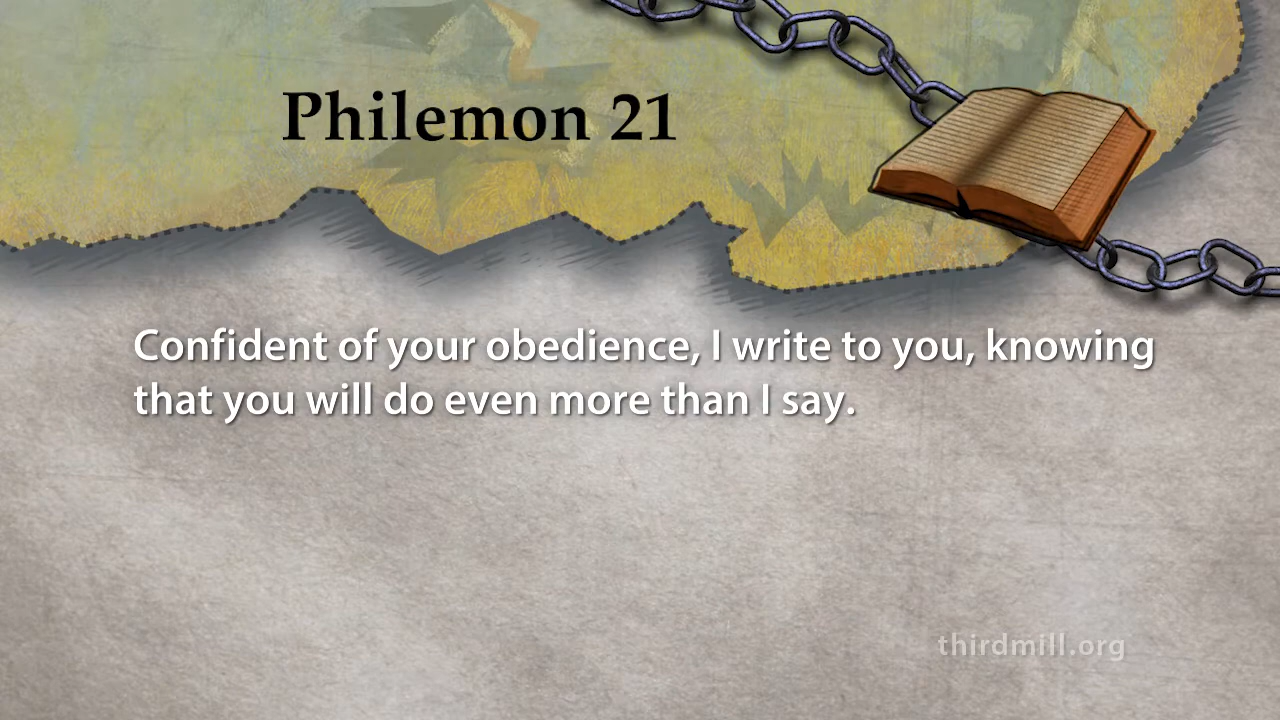 Philemon 21
Confident of your obedience, I write to you, knowing
that you will do even more than I say.
thirdmill.org